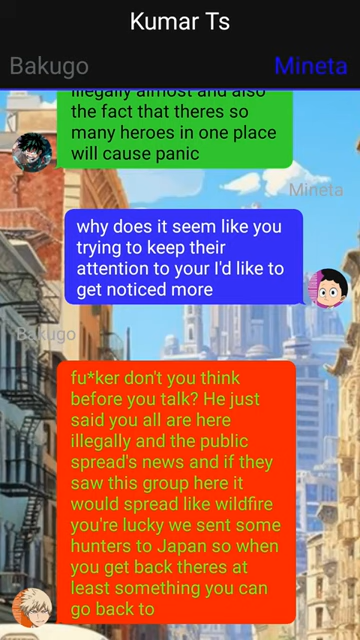 Kumar Ts
Bakugo
Mineta
illegally almost and also
the fact that theres so
many heroes in one place
will cause panic
Mineta
why does it seem like you
trying to keep their
attention to your I'd like to
get noticed more
Bakugo
fu*ker don't you think
before you talk? He just
said you all are here
illegally and the public
spread's news and if they
saw this group here it
would spread like wildfire
you're lucky we sent some
hunters to Japan so when
you get back theres at
least something you can
go back to